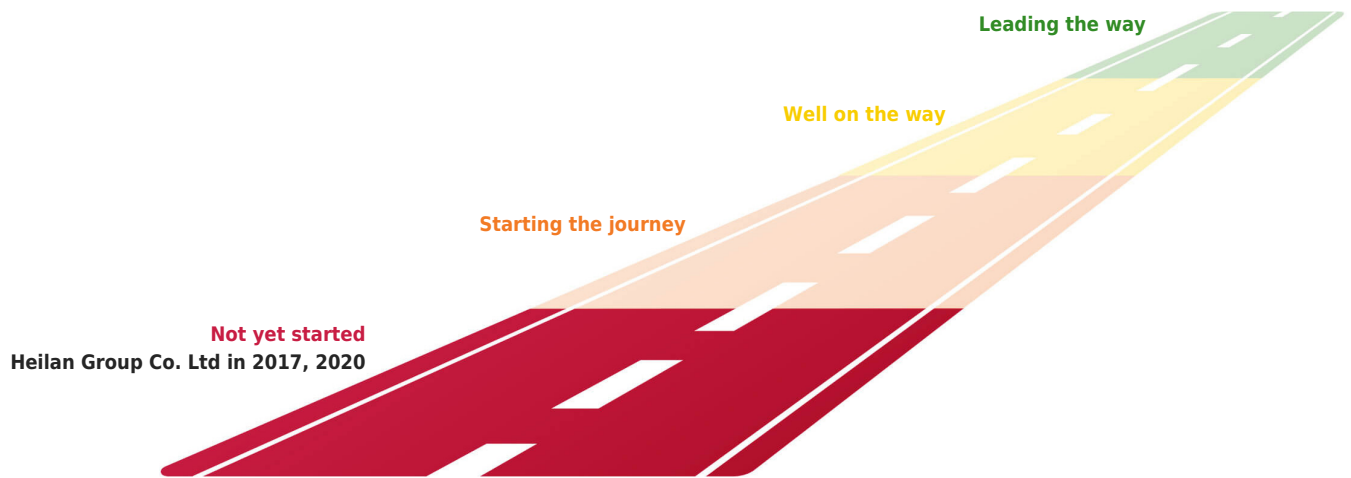 Leading the way
Well on the way
Starting the journey
Not yet started
Heilan Group Co. Ltd in 2017, 2020